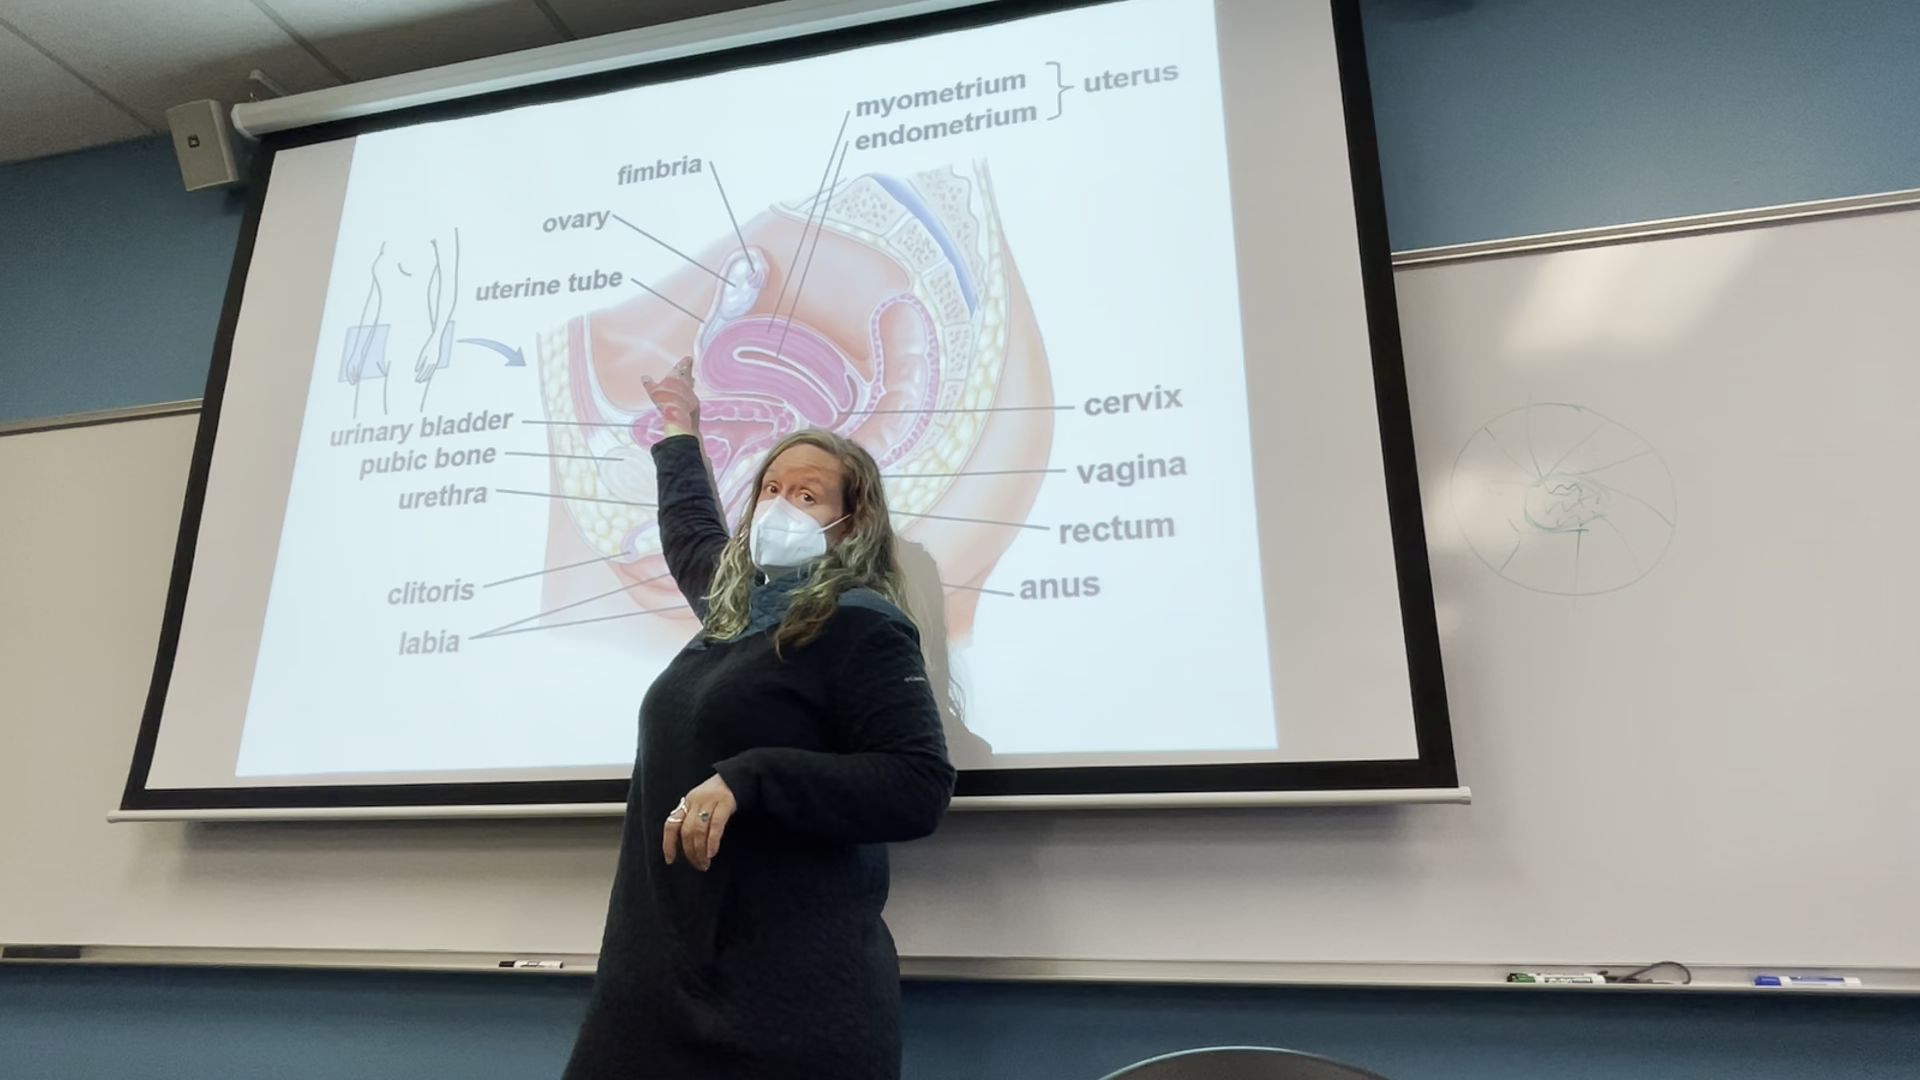 myometrium
endometrium
uterus
fimbria
ovary
uterine tube
urinary bladder
pubic bone
urethra
clitoris
labia
cervix
vagina
rectum
anus